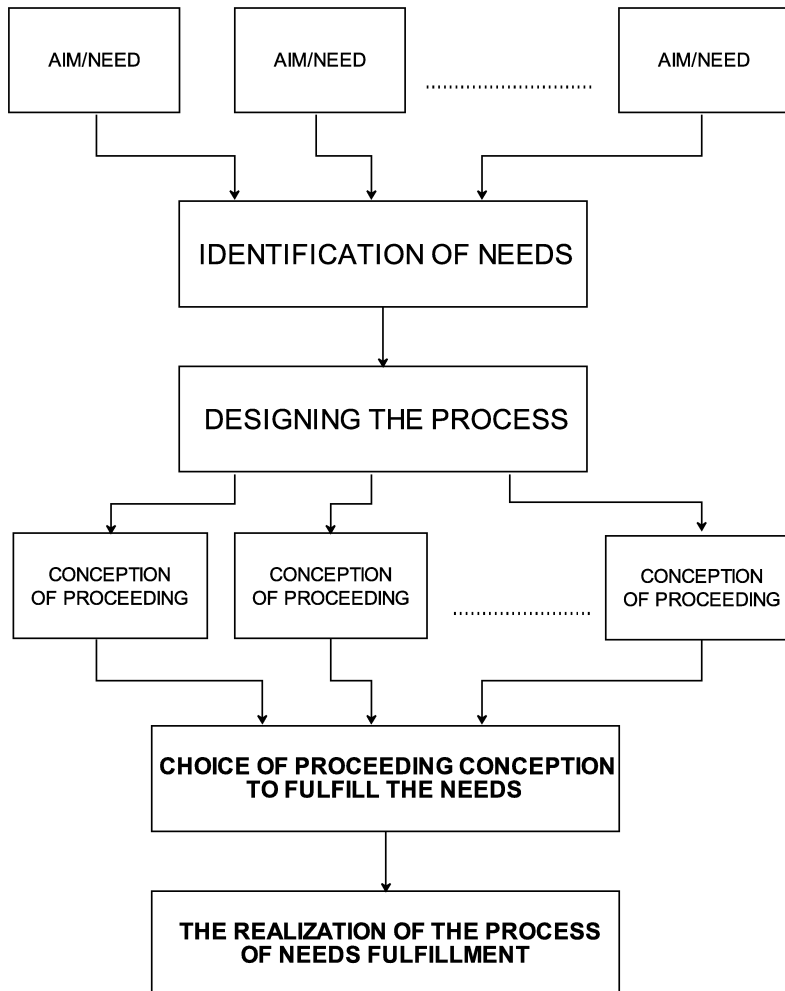 AIM/NEED
AIM/NEED
AIM/NEED
IDENTIFICATION OF NEEDS
DESIGNING THE PROCESS
CONCEPTION
OF PROCEEDING
CONCEPTION
OF PROCEEDING
CONCEPTION
OF PROCEEDING
CHOICE OF PROCEEDING CONCEPTION
TO FULFILL THE NEEDS
THE REALIZATION OF THE PROCESS
OF NEEDS FULFILLMENT